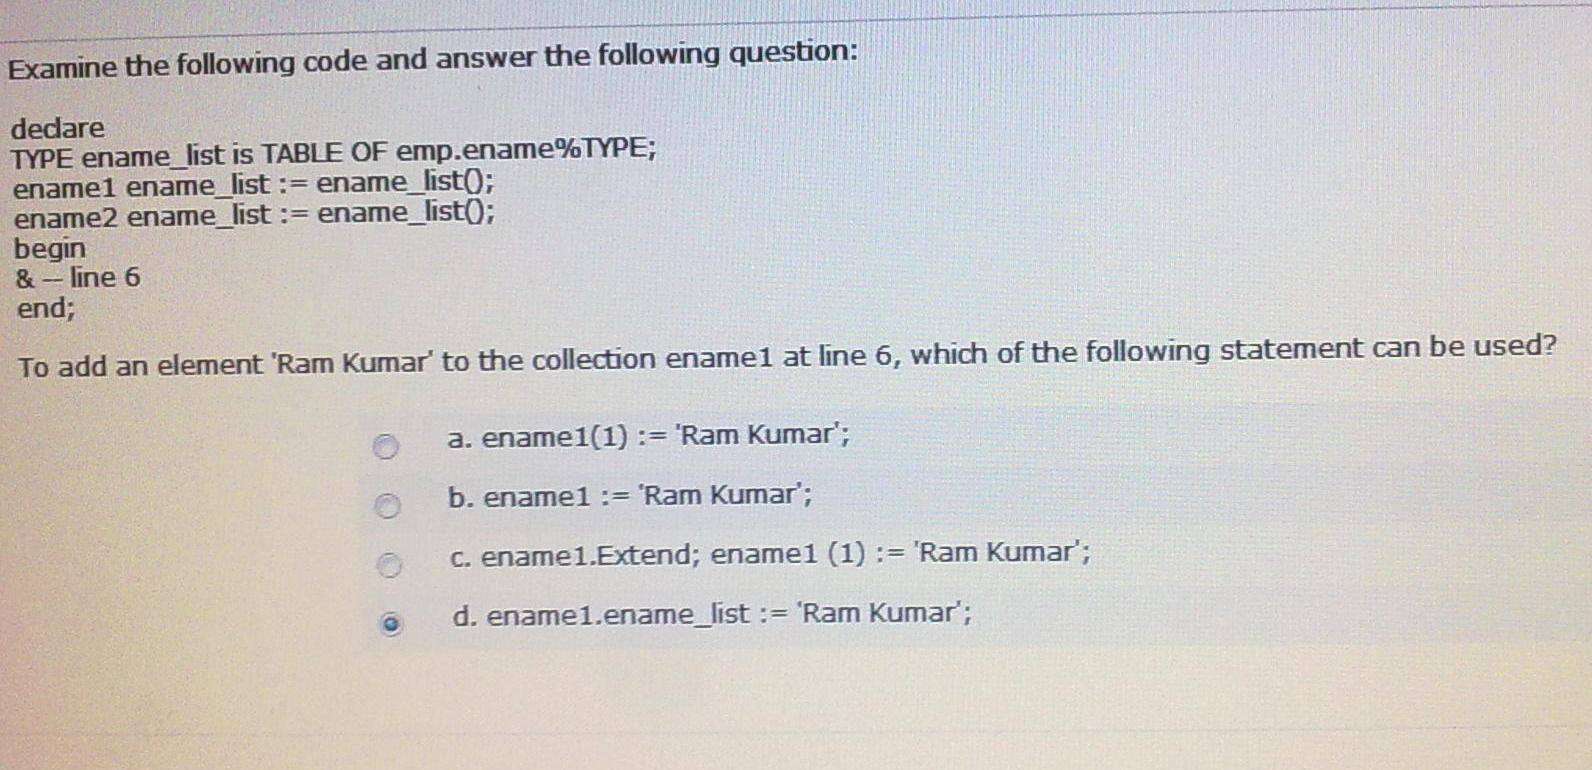 Examine the following code and answer the following question:
declare
TYPE ename_list is TABLE OF emp.ename%TYPE;
ename1 ename_list := ename_list();
ename2 ename_list := ename_list();
begin
& -- line 6
end;
To add an element 'Ram Kumar' to the collection ename1 at line 6, which of the following statement can be used?
a. ename1(1) := 'Ram Kumar';
b. ename1 := 'Ram Kumar';
c. ename1.Extend; ename1 (1) := 'Ram Kumar';
d. ename1.ename_list := 'Ram Kumar';